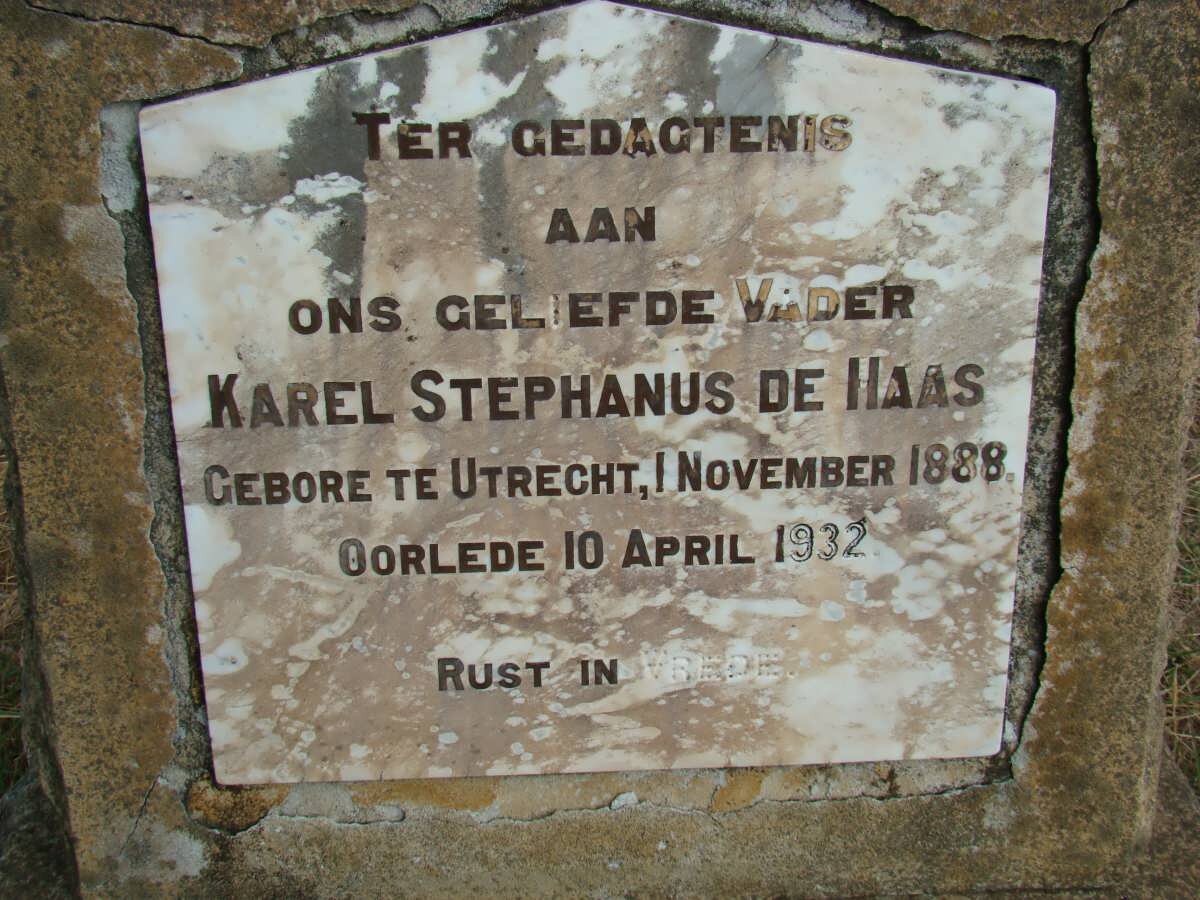 TER GEDAGTENIS
AAN
ONS GELIEFDE VADER
KAREL STEPHANUS DE HAAS
GEBORE TE UTRECHT, 1 NOVEMBER 1888.
OORLEDE 10 APRIL 1932.
RUST IN VREDE.